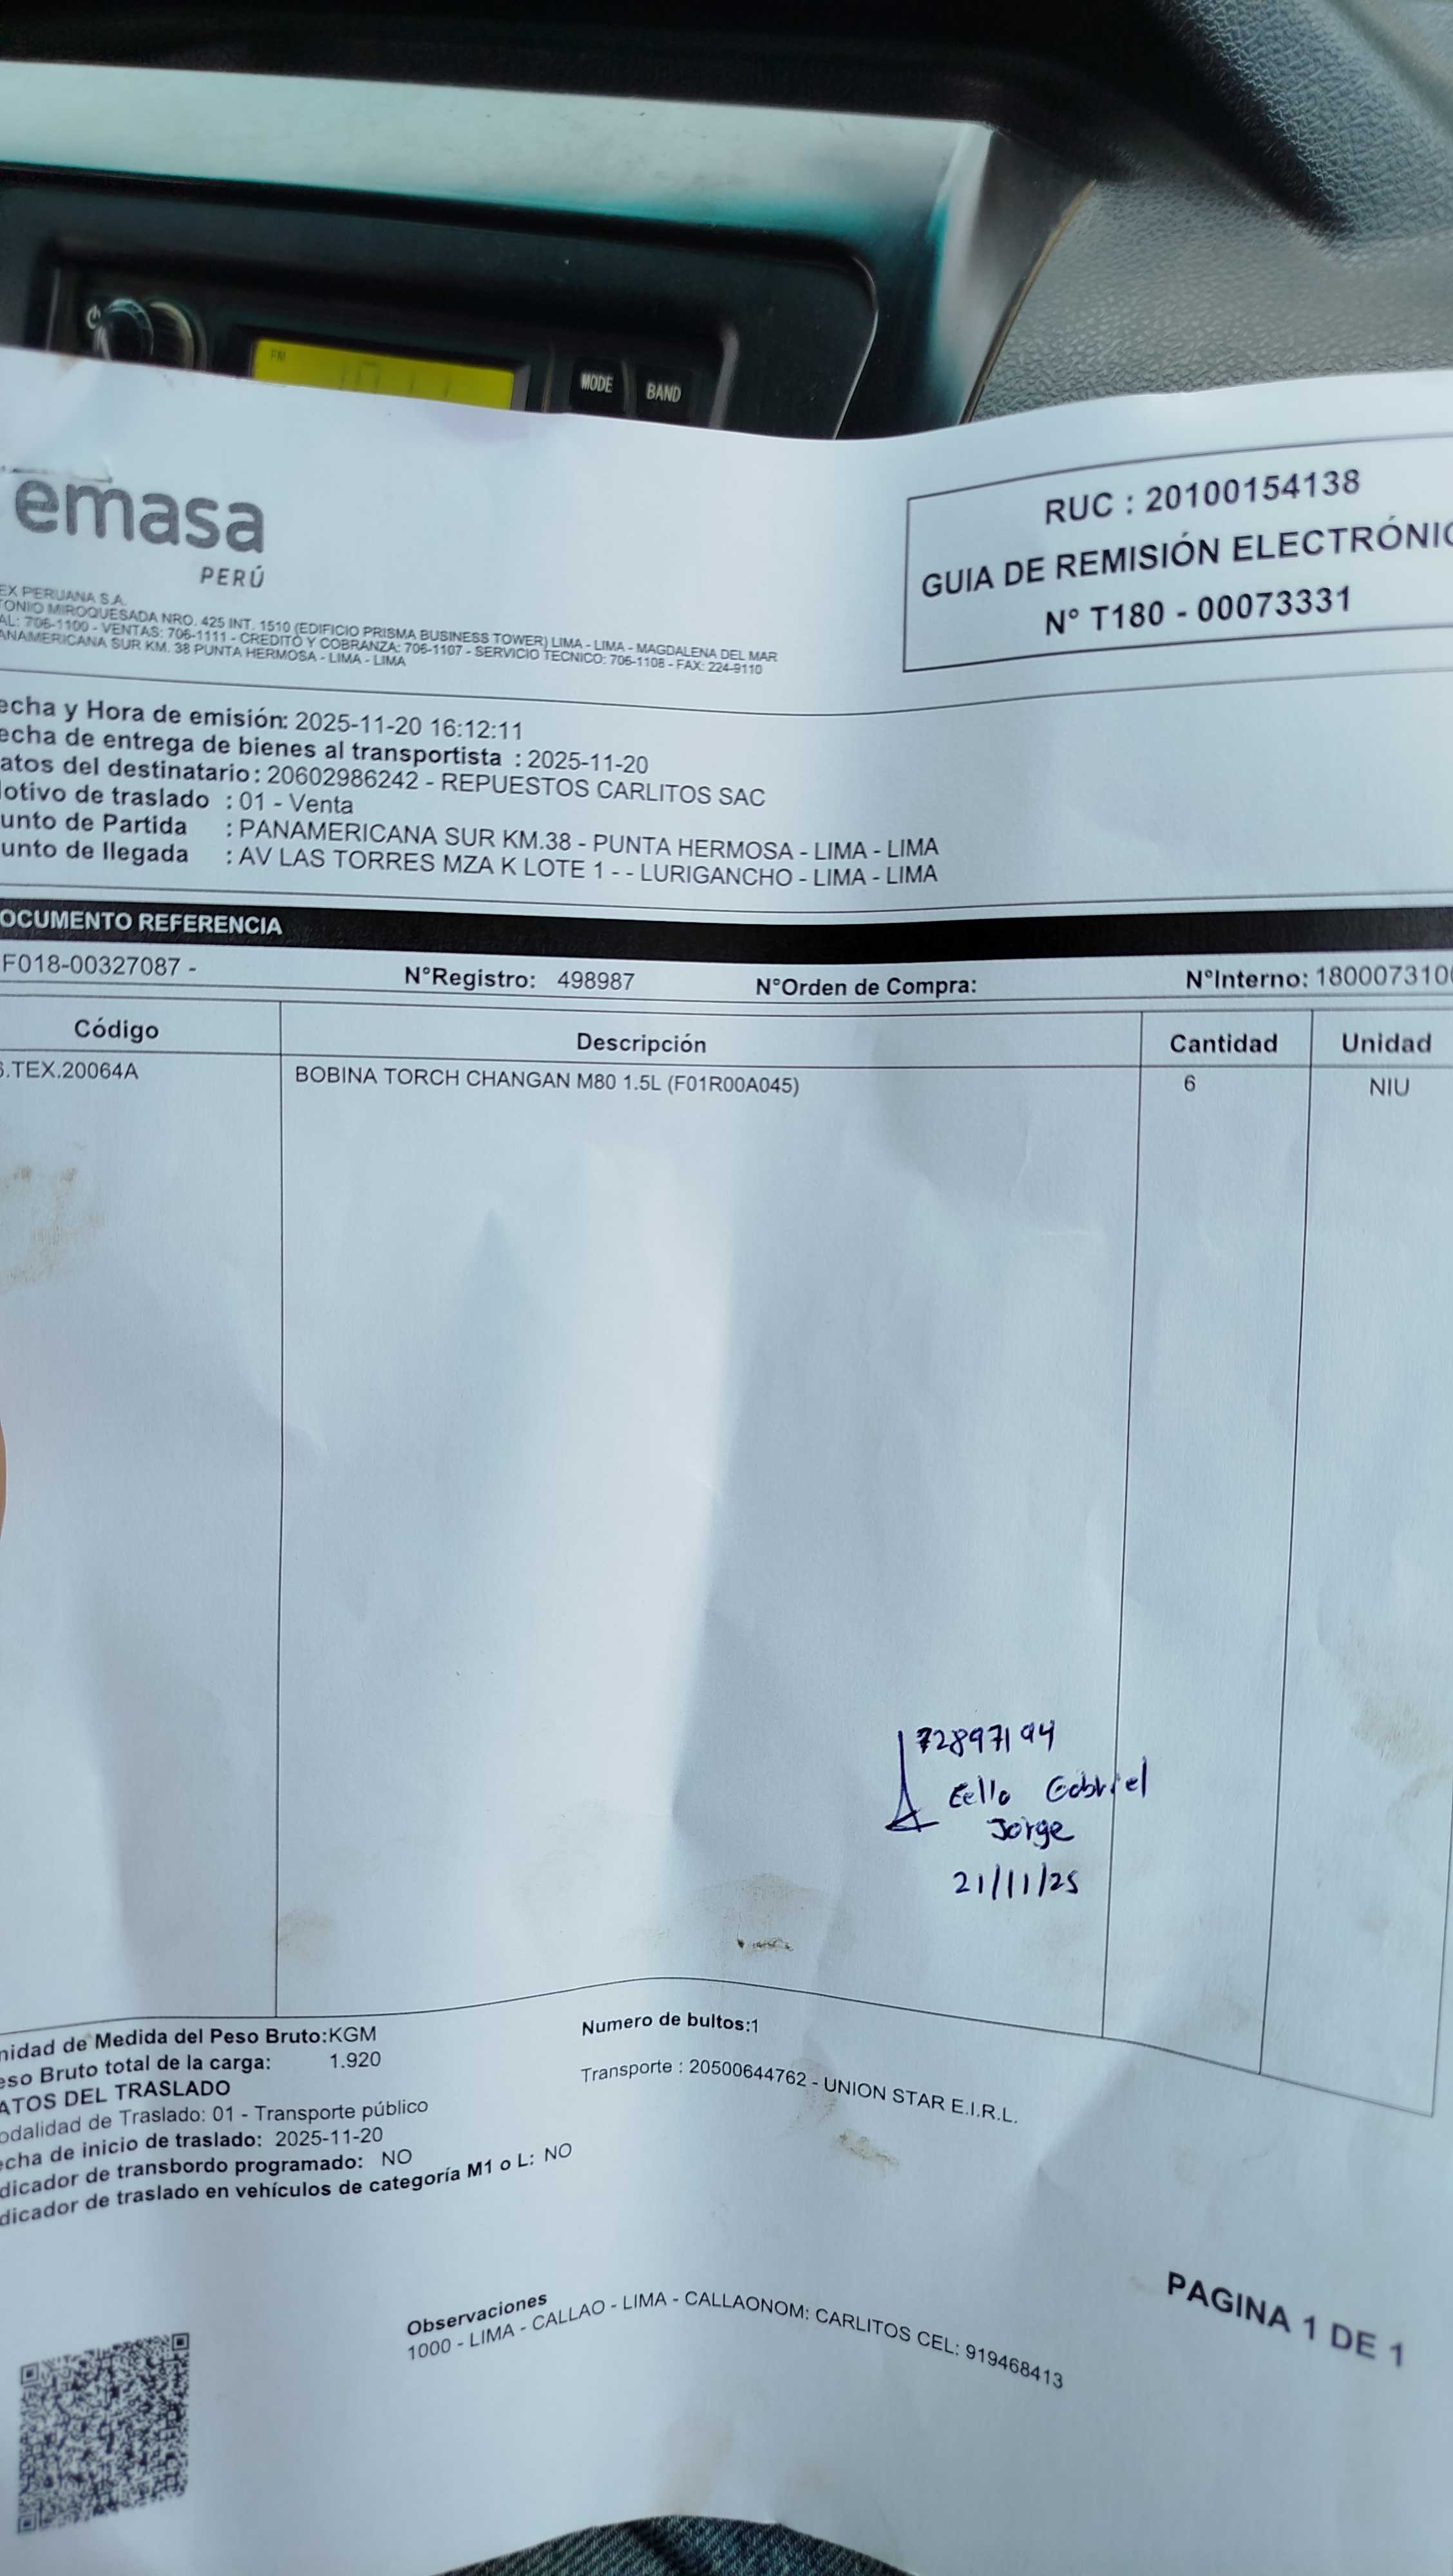 FM
MODE
BAND
emasa
PERÚ
EX PERUANA S.A.
TONIO MIROQUESADA NRO. 425 INT. 1510 (EDIFICIO PRISMA BUSINESS TOWER) LIMA - LIMA - MAGDALENA DEL MAR
AL: 706-1100 - VENTAS: 706-1111 - CREDITO Y COBRANZA: 706-1107 - SERVICIO TECNICO: 706-1108 - FAX: 224-9110
ANAMERICANA SUR KM. 38 PUNTA HERMOSA - LIMA - LIMA
RUC : 20100154138
GUIA DE REMISIÓN ELECTRÓNIC
N° T180 - 00073331
echa y Hora de emisión: 2025-11-20 16:12:11
echa de entrega de bienes al transportista : 2025-11-20
atos del destinatario : 20602986242 - REPUESTOS CARLITOS SAC
lotivo de traslado : 01 - Venta
unto de Partida : PANAMERICANA SUR KM.38 - PUNTA HERMOSA - LIMA - LIMA
unto de llegada : AV LAS TORRES MZA K LOTE 1 - - LURIGANCHO - LIMA - LIMA
OCUMENTO REFERENCIA
F018-00327087 - N°Registro: 498987 N°Orden de Compra: N°Interno: 180007310
Código Descripción Cantidad Unidad
.TEX.20064A BOBINA TORCH CHANGAN M80 1.5L (F01R00A045) 6 NIU
72897194
Gabriel
Jorge
21/11/25
nidad de Medida del Peso Bruto:KGM
eso Bruto total de la carga: 1.920
ATOS DEL TRASLADO
odalidad de Traslado: 01 - Transporte público
echa de inicio de traslado: 2025-11-20
dicador de transbordo programado: NO
dicador de traslado en vehículos de categoría M1 o L: NO
Numero de bultos:1
Transporte : 20500644762 - UNION STAR E.I.R.L.
Observaciones
1000 - LIMA - CALLAO - LIMA - CALLAONOM: CARLITOS CEL: 919468413
PAGINA 1 DE 1